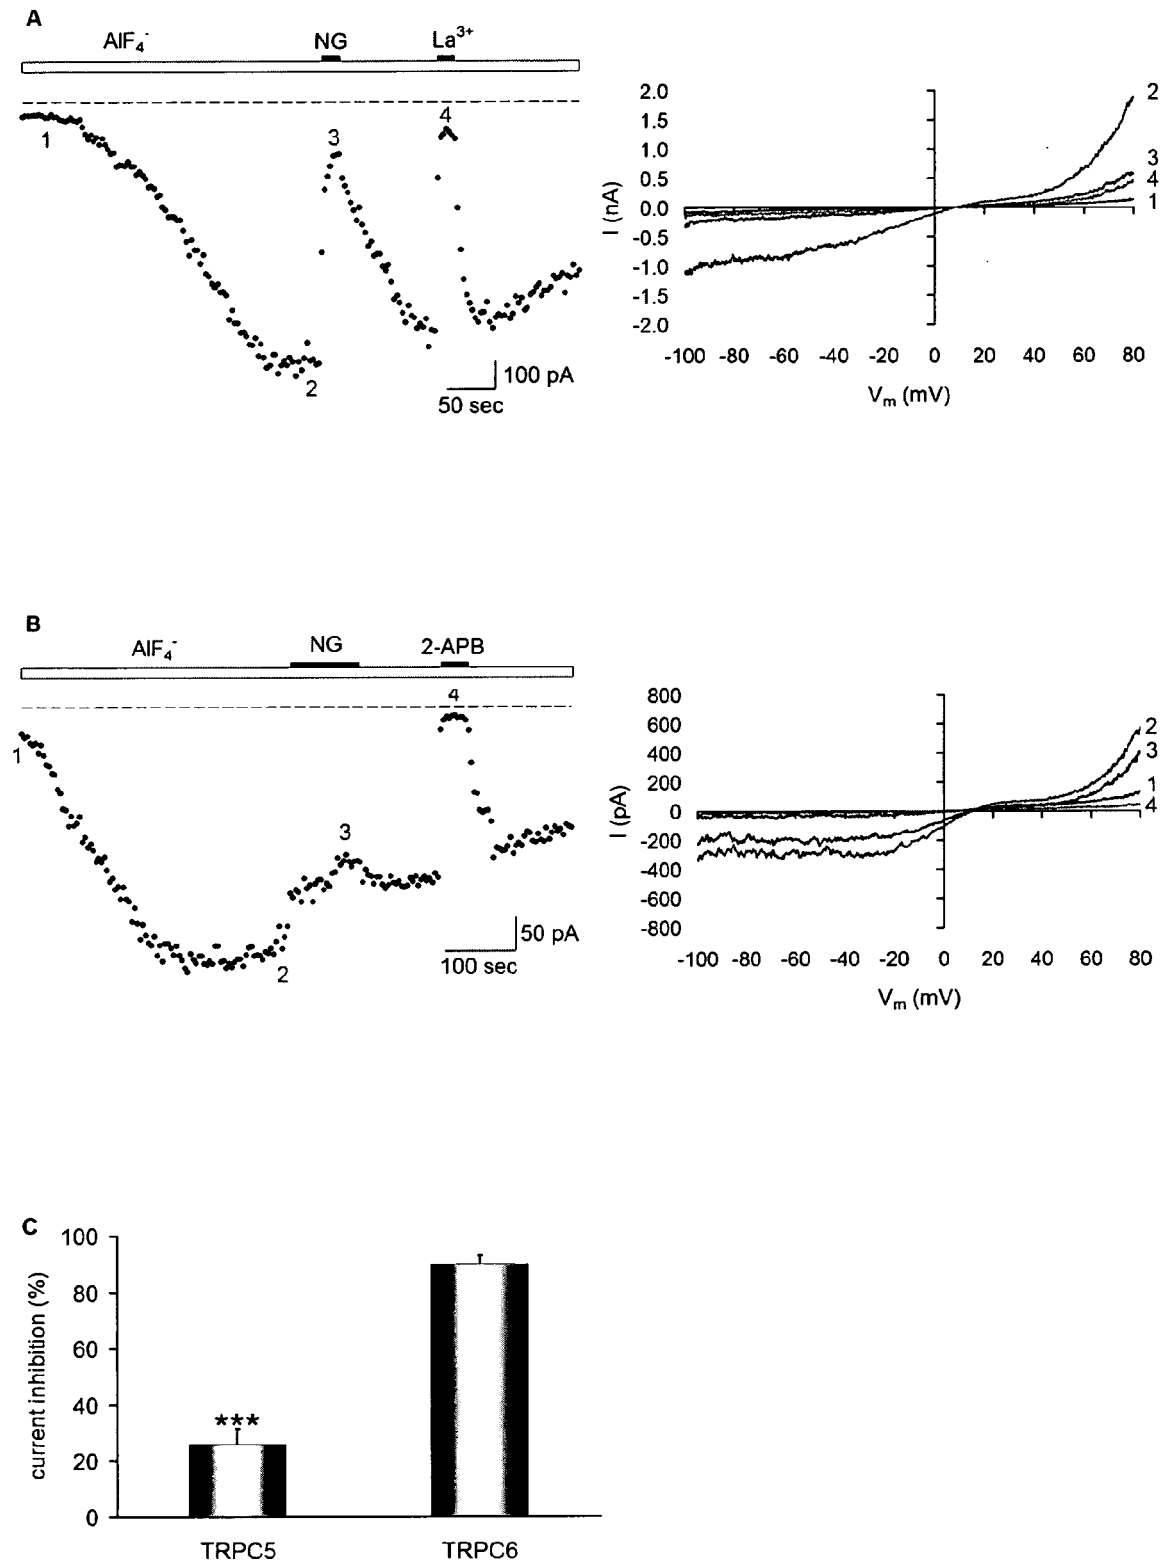 A
AlF4- NG La3+
1
2
3
4
100 pA
50 sec
2.0
1.5
1.0
0.5
0.0
-0.5
-1.0
-1.5
-2.0
I (nA)
2
3
4
1
-100 -80 -60 -40 -20 0 20 40 60 80
Vm (mV)
B
AlF4- NG 2-APB
1
2
3
4
50 pA
100 sec
800
600
400
200
0
-200
-400
-600
-800
I (pA)
2
3
1
4
-100 -80 -60 -40 -20 0 20 40 60 80
Vm (mV)
C
100
80
60
40
20
0
current inhibition (%)
***
TRPC5 TRPC6